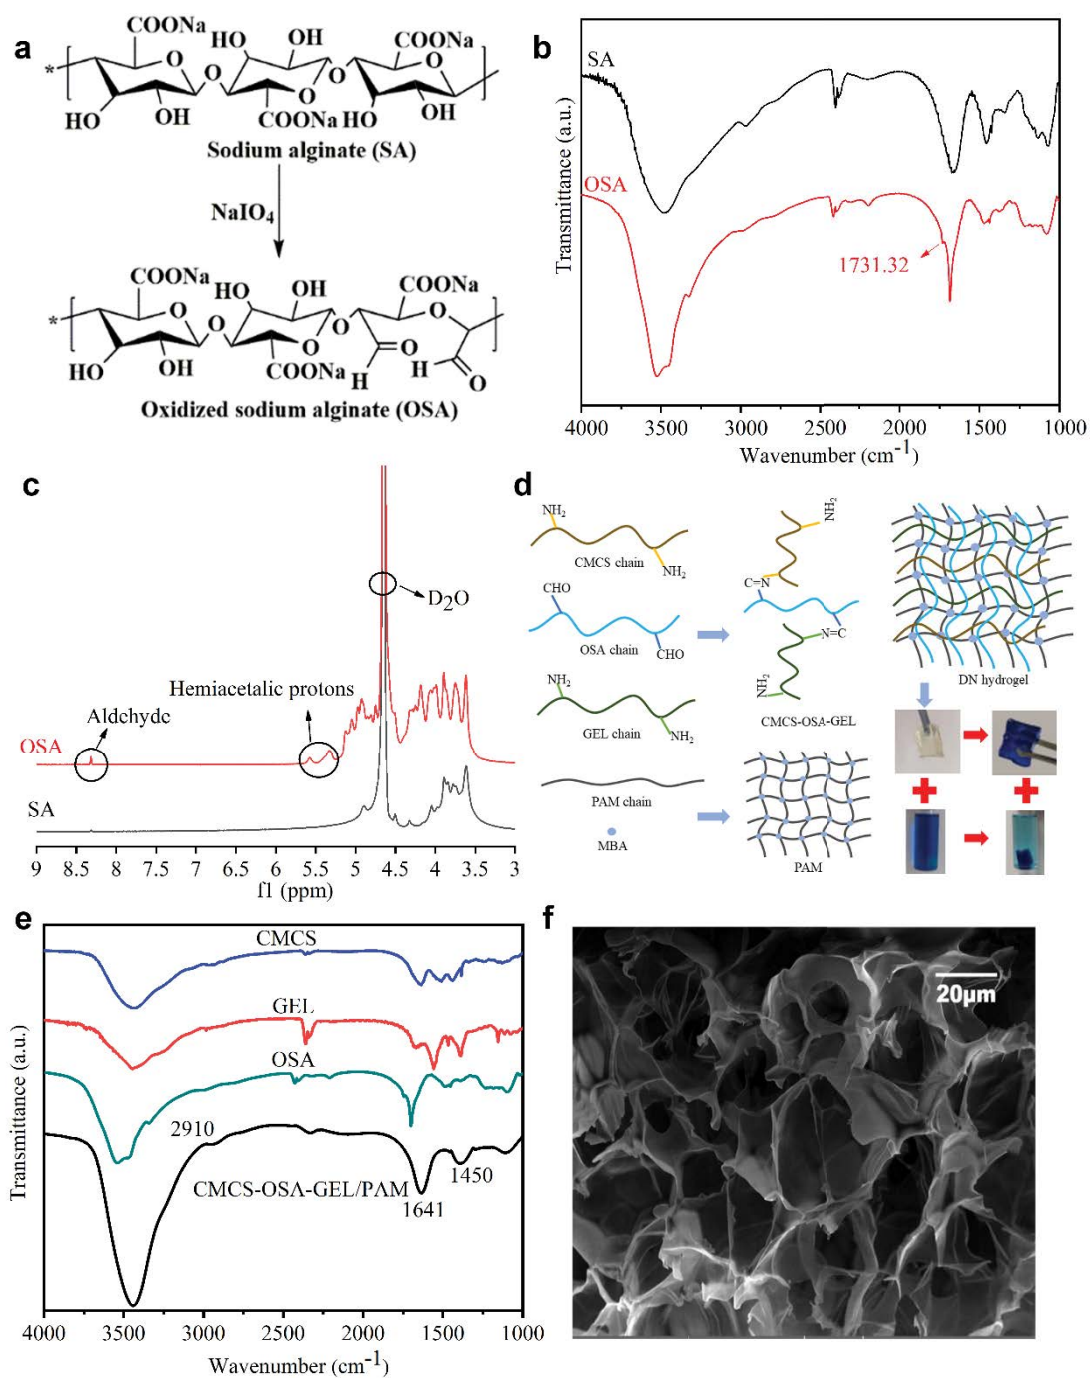 a
COONa
HO
OH
COONa
O
O
O
O
O
*
HO
OH
COONa
HO
OH
Sodium alginate (SA)
NaIO4
COONa
HO
OH
COONa
O
O
O
O
O
*
HO
OH
COONa
H
O
H
O
Oxidized sodium alginate (OSA)
b
SA
OSA
1731.32
Transmittance (a.u.)
4000 3500 3000 2500 2000 1500 1000
Wavenumber (cm-1)
c
D2O
Hemiacetalic protons
Aldehyde
OSA
SA
9 8.5 8 7.5 7 6.5 6 5.5 5 4.5 4 3.5 3
f1 (ppm)
d
NH2
CMCS chain
NH2
CHO
OSA chain
CHO
NH2
GEL chain
NH2
PAM chain
MBA
NH2
C=N
N=C
NH2
CMCS-OSA-GEL
PAM
DN hydrogel
e
CMCS
GEL
OSA
2910
CMCS-OSA-GEL/PAM
1450
1641
Transmittance (a.u.)
4000 3500 3000 2500 2000 1500 1000
Wavenumber (cm-1)
f
20μm